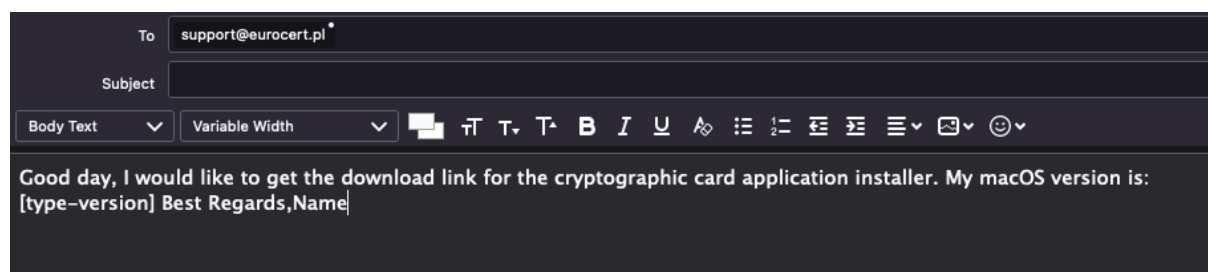 To
support@eurocert.pl
Subject
Body Text
Variable Width
Good day, I would like to get the download link for the cryptographic card application installer. My macOS version is:
[type-version] Best Regards,Name